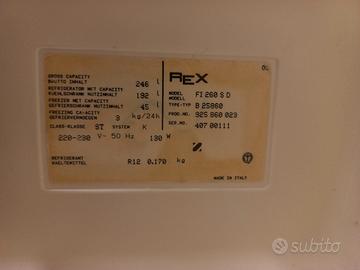 GROSS CAPACITY
BRUTTO INHALT 246 l
REFRIGERATOR NET CAPACITY
KUEHLSCHRANK NUTZINHALT 192 l
FREEZER NET CAPACITY
GEFRIERSCHRANK NUTZINHALT 45 l
FREEZING CAPACITY
GEFRIERVERMOEGEN 3 kg/24h
CLASS-KLASSE ST SYSTEM K
220-230 V- 50 Hz 130 W
REFRIGERANT
KAELTEMITTEL R12 0.170 kg
REX
MODEL
MODELL FI 260 S D
TYPE-TYP B 25860
PROD.NO. 925 860 023
SER.NO. 407 00111
MADE IN ITALY
subito